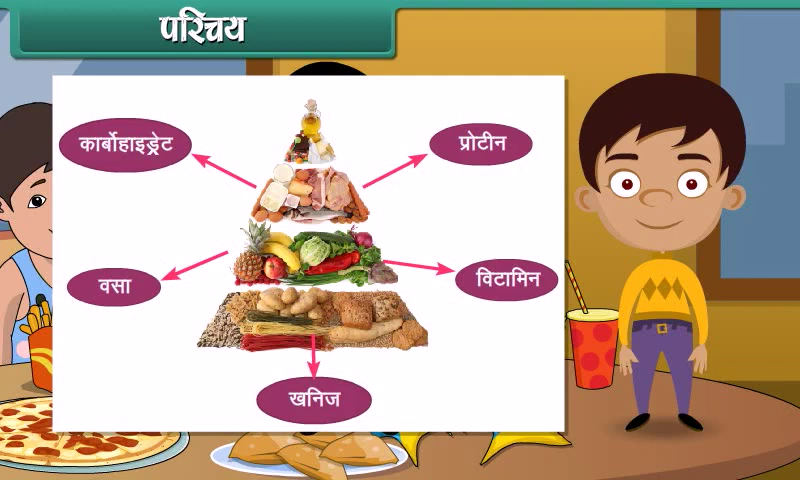 परिचय
कार्बोहाइड्रेट
प्रोटीन
वसा
विटामिन
खनिज